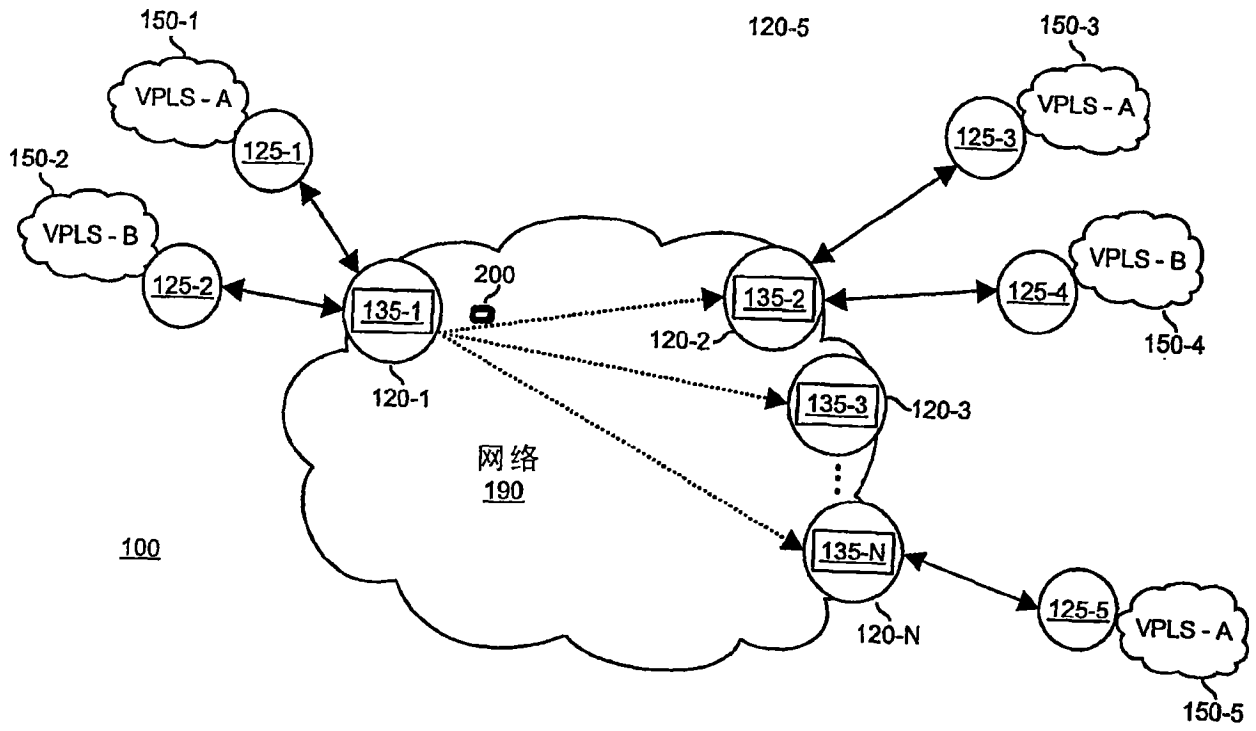 150-1
120-5
150-3
VPLS - A
VPLS - A
125-1
125-3
150-2
VPLS - B
125-2
200
135-1
135-2
125-4
VPLS - B
120-2
150-4
120-1
135-3
120-3
网络
190
100
135-N
125-5
VPLS - A
120-N
150-5